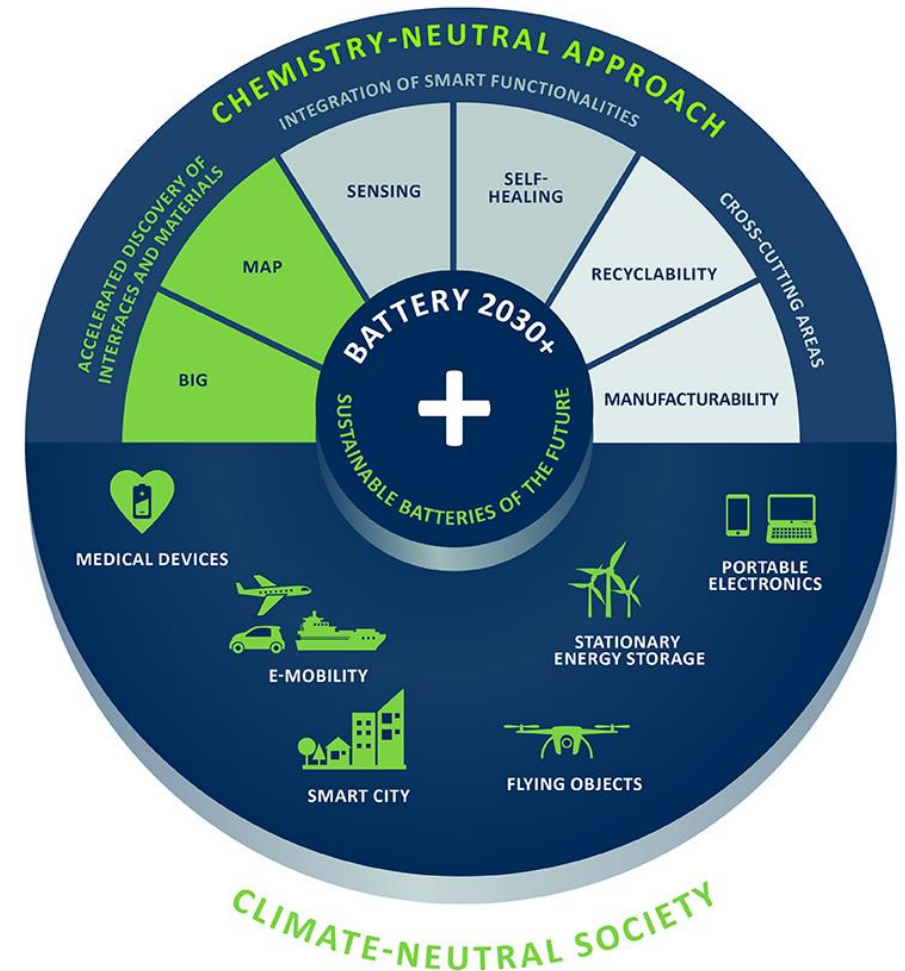 CHEMISTRY-NEUTRAL APPROACH
INTEGRATION OF SMART FUNCTIONALITIES
ACCELERATED DISCOVERY OF
INTERFACES AND MATERIALS
CROSS-CUTTING AREAS
BIG
MAP
SENSING
SELF-
HEALING
RECYCLABILITY
MANUFACTURABILITY
BATTERY 2030+
SUSTAINABLE BATTERIES OF THE FUTURE
MEDICAL DEVICES
E-MOBILITY
SMART CITY
FLYING OBJECTS
STATIONARY
ENERGY STORAGE
PORTABLE
ELECTRONICS
CLIMATE-NEUTRAL SOCIETY